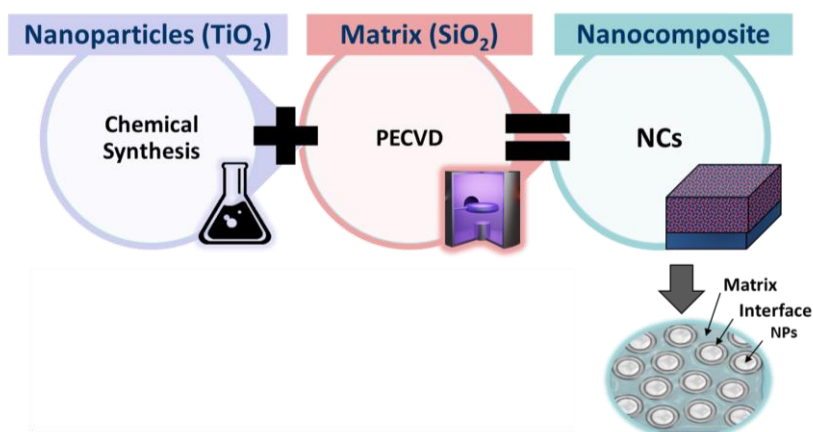 Nanoparticles (TiO₂)
Matrix (SiO₂)
Nanocomposite
Chemical
Synthesis
PECVD
NCs
Matrix
Interface
NPs